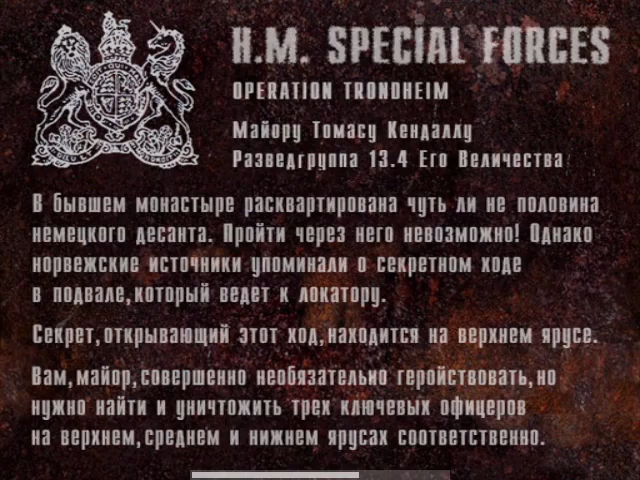 H.M. SPECIAL FORCES
OPERATION TRONDHEIM
Майору Томасу Кендаллу
Разведгруппа 13.4 Его Величества
В бывшем монастыре расквартирована чуть ли не половина
немецкого десанта. Пройти через него невозможно! Однако
норвежские источники упоминали о секретном ходе
в подвале, который ведет к локатору.
Секрет, открывающий этот ход, находится на верхнем ярусе.
Вам, майор, совершенно необязательно геройствовать, но
нужно найти и уничтожить трех ключевых офицеров
на верхнем, среднем и нижнем ярусах соответственно.